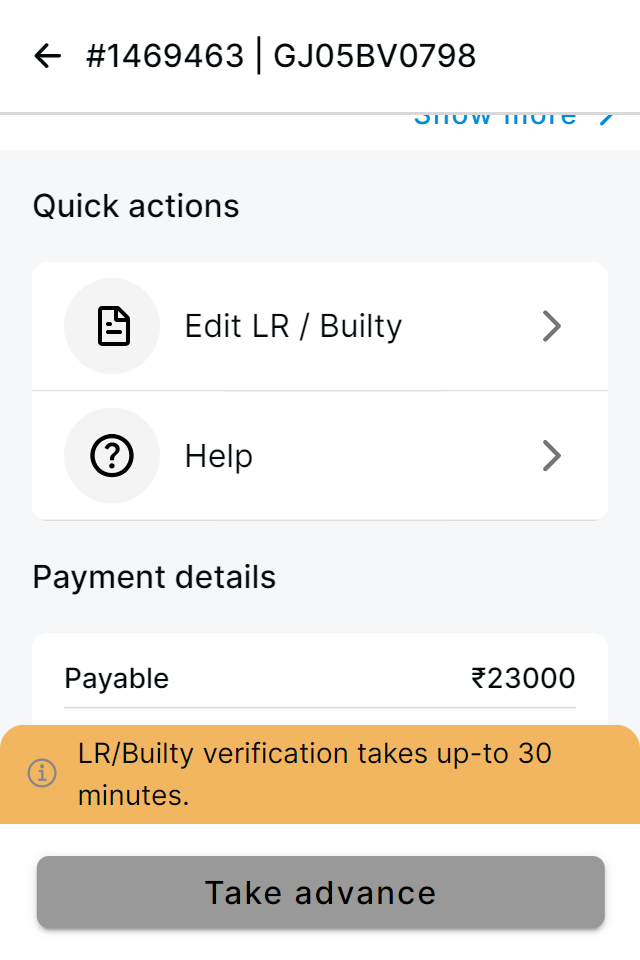 #1469463 | GJ05BV0798
Show more
Quick actions
Edit LR / Builty
Help
Payment details
Payable ₹23000
LR/Builty verification takes up-to 30
minutes.
Take advance